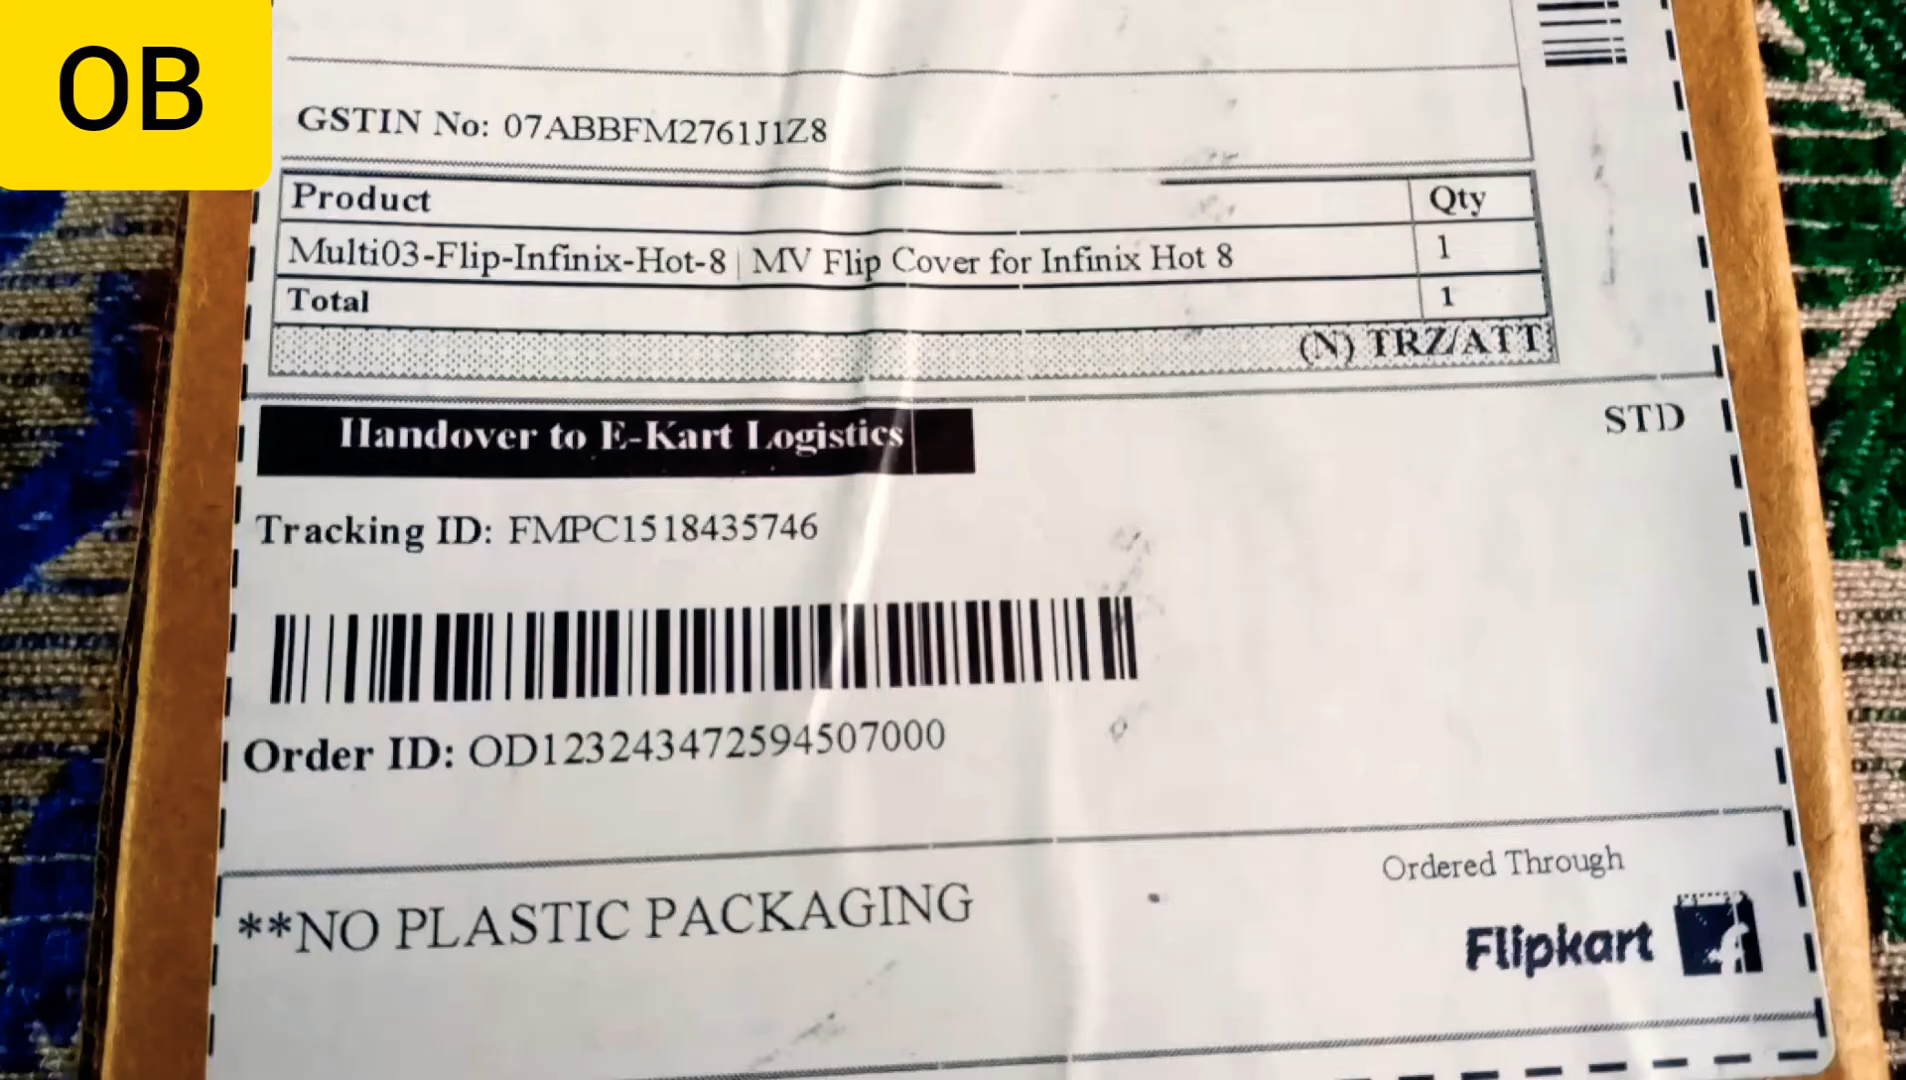 OB
GSTIN No: 07ABBFM2761J1Z8
Product Qty
Multi03-Flip-Infinix-Hot-8 | MV Flip Cover for Infinix Hot 8 1
Total 1
(N) TRZ/ATT
Handover to E-Kart Logistics
STD
Tracking ID: FMPC1518435746
Order ID: OD123243472594507000
**NO PLASTIC PACKAGING
Ordered Through
Flipkart